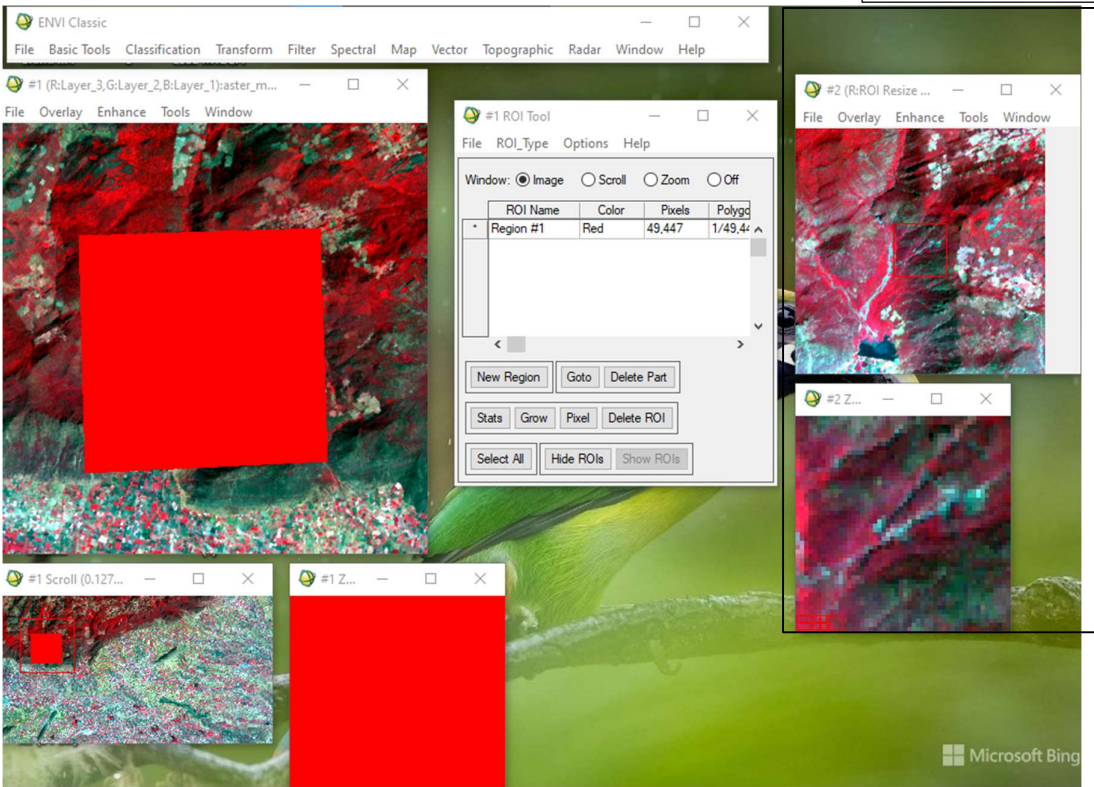 ENVI Classic
File Basic Tools Classification Transform Filter Spectral Map Vector Topographic Radar Window Help
#1 (R:Layer_3,G:Layer_2,B:Layer_1):aster_m...
File Overlay Enhance Tools Window
#1 ROI Tool
File ROI_Type Options Help
Window: Image Scroll Zoom Off
ROI Name Color Pixels Polygo
* Region #1 Red 49,447 1/49,44
New Region Goto Delete Part
Stats Grow Pixel Delete ROI
Select All Hide ROIs Show ROIs
#2 (R:ROI Resize ...
File Overlay Enhance Tools Window
#2 Z...
#1 Scroll (0.127...
#1 Z...
Microsoft Bing